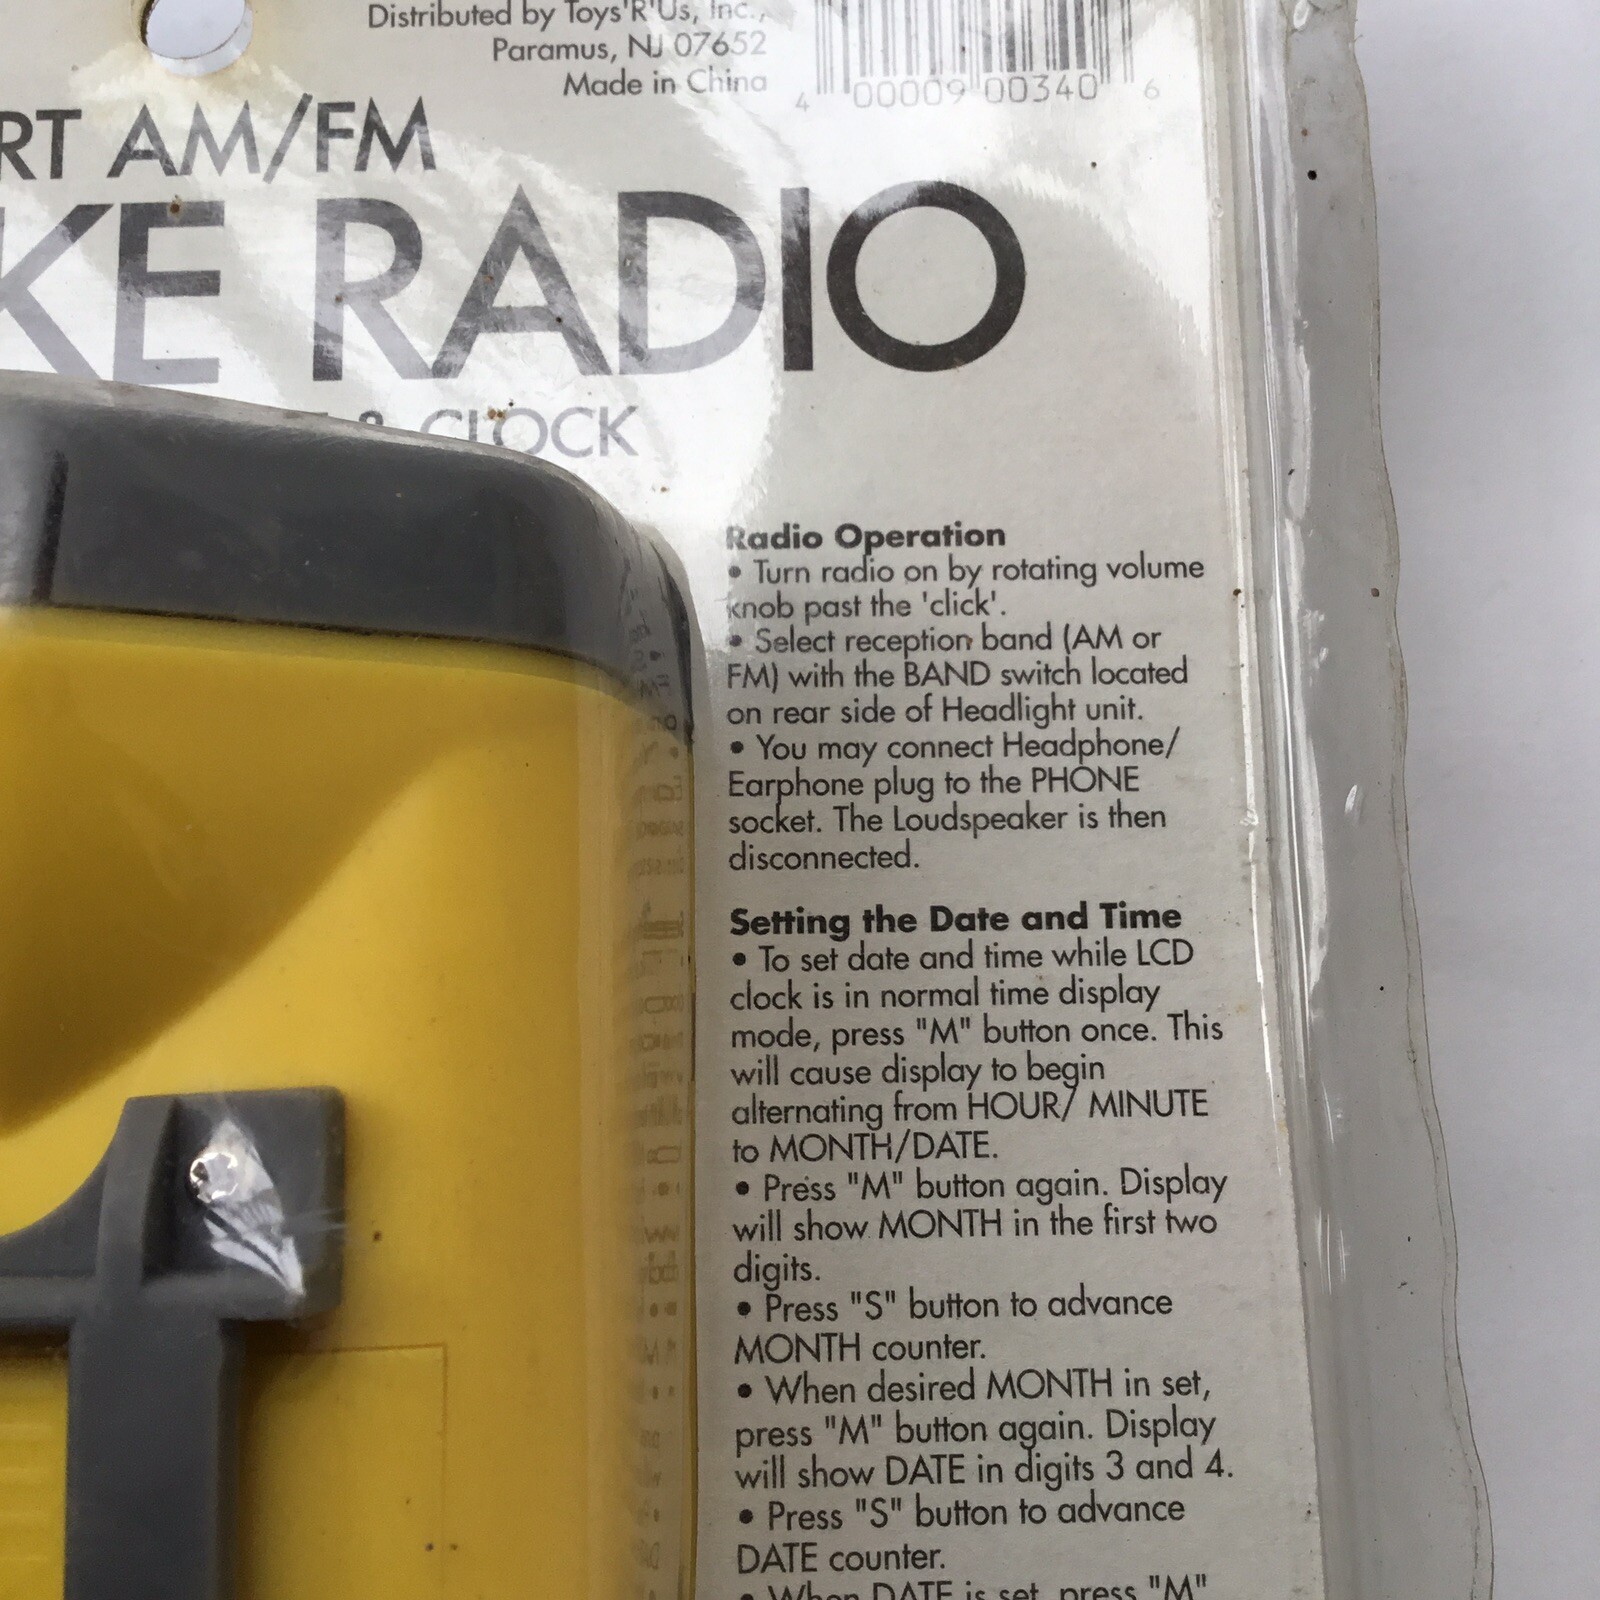 Distributed by Toys'R'Us, Inc.,
Paramus, NJ 07652
Made in China
4 00009 00340 6
RT AM/FM
KE RADIO
& CLOCK
Radio Operation
• Turn radio on by rotating volume
knob past the 'click'.
• Select reception band (AM or
FM) with the BAND switch located
on rear side of Headlight unit.
• You may connect Headphone/
Earphone plug to the PHONE
socket. The Loudspeaker is then
disconnected.
Setting the Date and Time
• To set date and time while LCD
clock is in normal time display
mode, press "M" button once. This
will cause display to begin
alternating from HOUR/ MINUTE
to MONTH/DATE.
• Press "M" button again. Display
will show MONTH in the first two
digits.
• Press "S" button to advance
MONTH counter.
• When desired MONTH in set,
press "M" button again. Display
will show DATE in digits 3 and 4.
• Press "S" button to advance
DATE counter.
• When DATE is set, press "M"